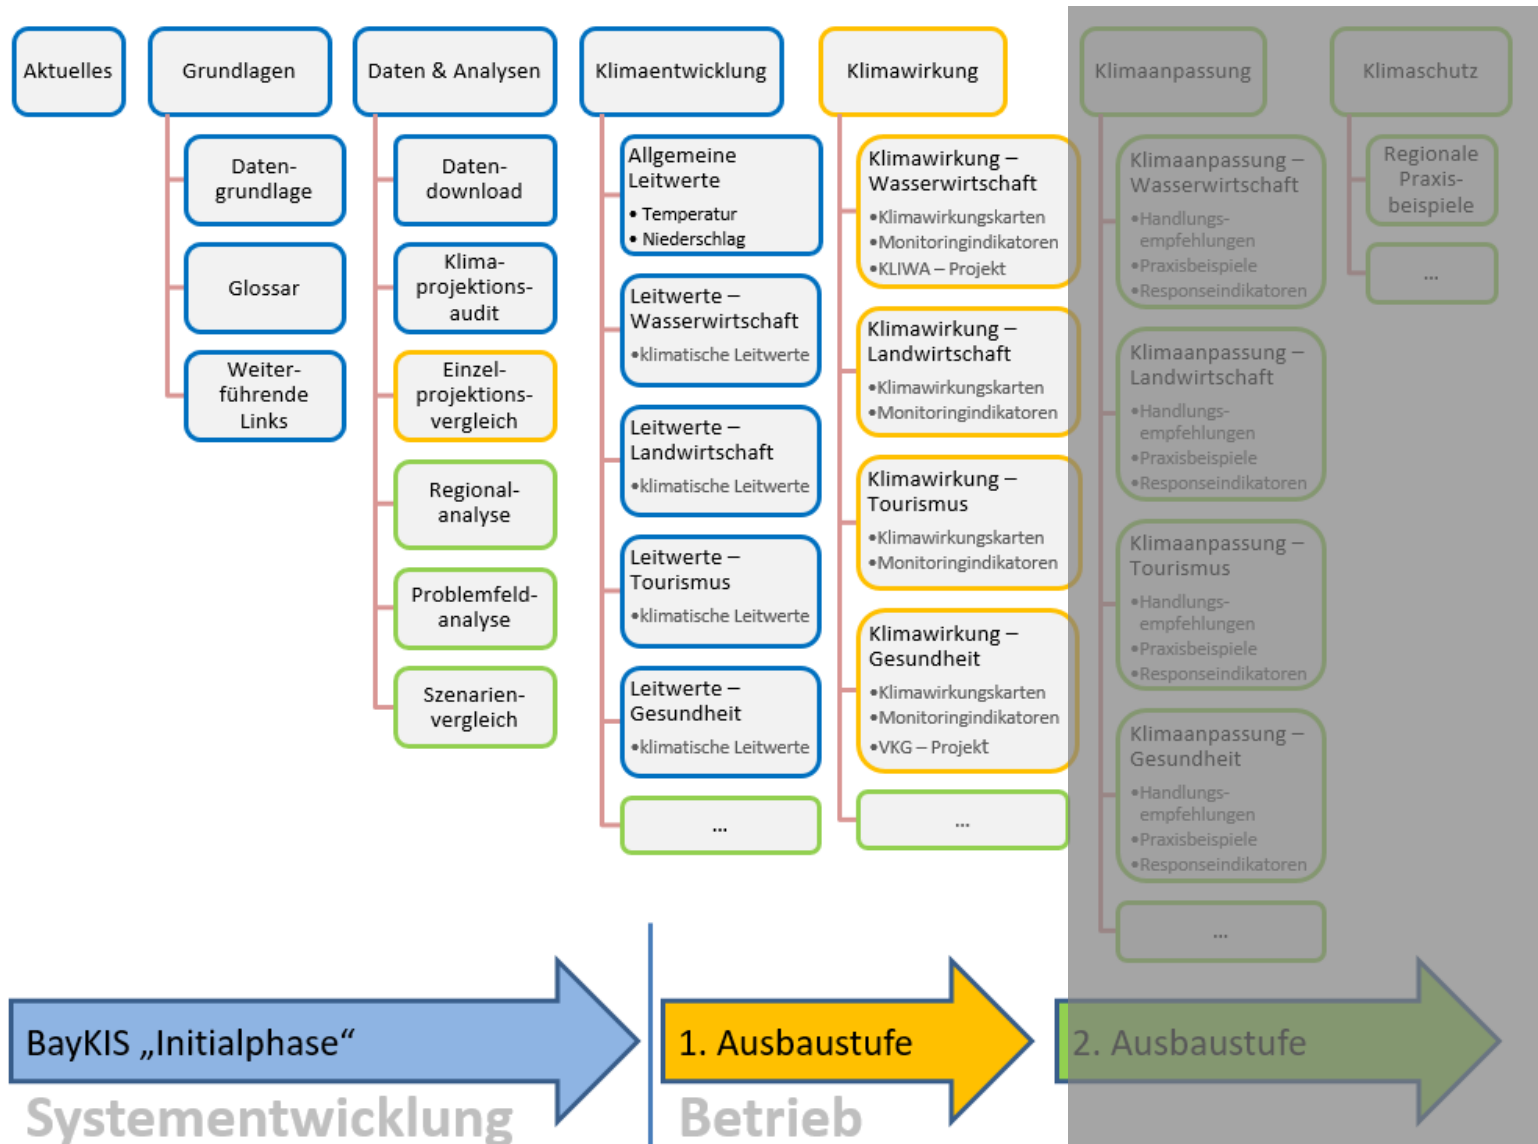 Aktuelles
Grundlagen
Daten-
grundlage
Glossar
Weiter-
führende
Links
Daten & Analysen
Daten-
download
Klima-
projektions-
audit
Einzel-
projektions-
vergleich
Regional-
analyse
Problemfeld-
analyse
Szenarien-
vergleich
Klimaentwicklung
Allgemeine
Leitwerte
• Temperatur
• Niederschlag
Leitwerte –
Wasserwirtschaft
•klimatische Leitwerte
Leitwerte –
Landwirtschaft
•klimatische Leitwerte
Leitwerte –
Tourismus
•klimatische Leitwerte
Leitwerte –
Gesundheit
•klimatische Leitwerte
...
Klimawirkung
Klimawirkung –
Wasserwirtschaft
•Klimawirkungskarten
•Monitoringindikatoren
•KLIWA – Projekt
Klimawirkung –
Landwirtschaft
•Klimawirkungskarten
•Monitoringindikatoren
Klimawirkung –
Tourismus
•Klimawirkungskarten
•Monitoringindikatoren
Klimawirkung –
Gesundheit
•Klimawirkungskarten
•Monitoringindikatoren
•VKG – Projekt
...
Klimaanpassung
Klimaanpassung –
Wasserwirtschaft
•Handlungs-
empfehlungen
•Praxisbeispiele
•Responseindikatoren
Klimaanpassung –
Landwirtschaft
•Handlungs-
empfehlungen
•Praxisbeispiele
•Responseindikatoren
Klimaanpassung –
Tourismus
•Handlungs-
empfehlungen
•Praxisbeispiele
•Responseindikatoren
Klimaanpassung –
Gesundheit
•Handlungs-
empfehlungen
•Praxisbeispiele
•Responseindikatoren
...
Klimaschutz
Regionale
Praxis-
beispiele
...
BayKIS „Initialphase“
1. Ausbaustufe
2. Ausbaustufe
Systementwicklung
Betrieb